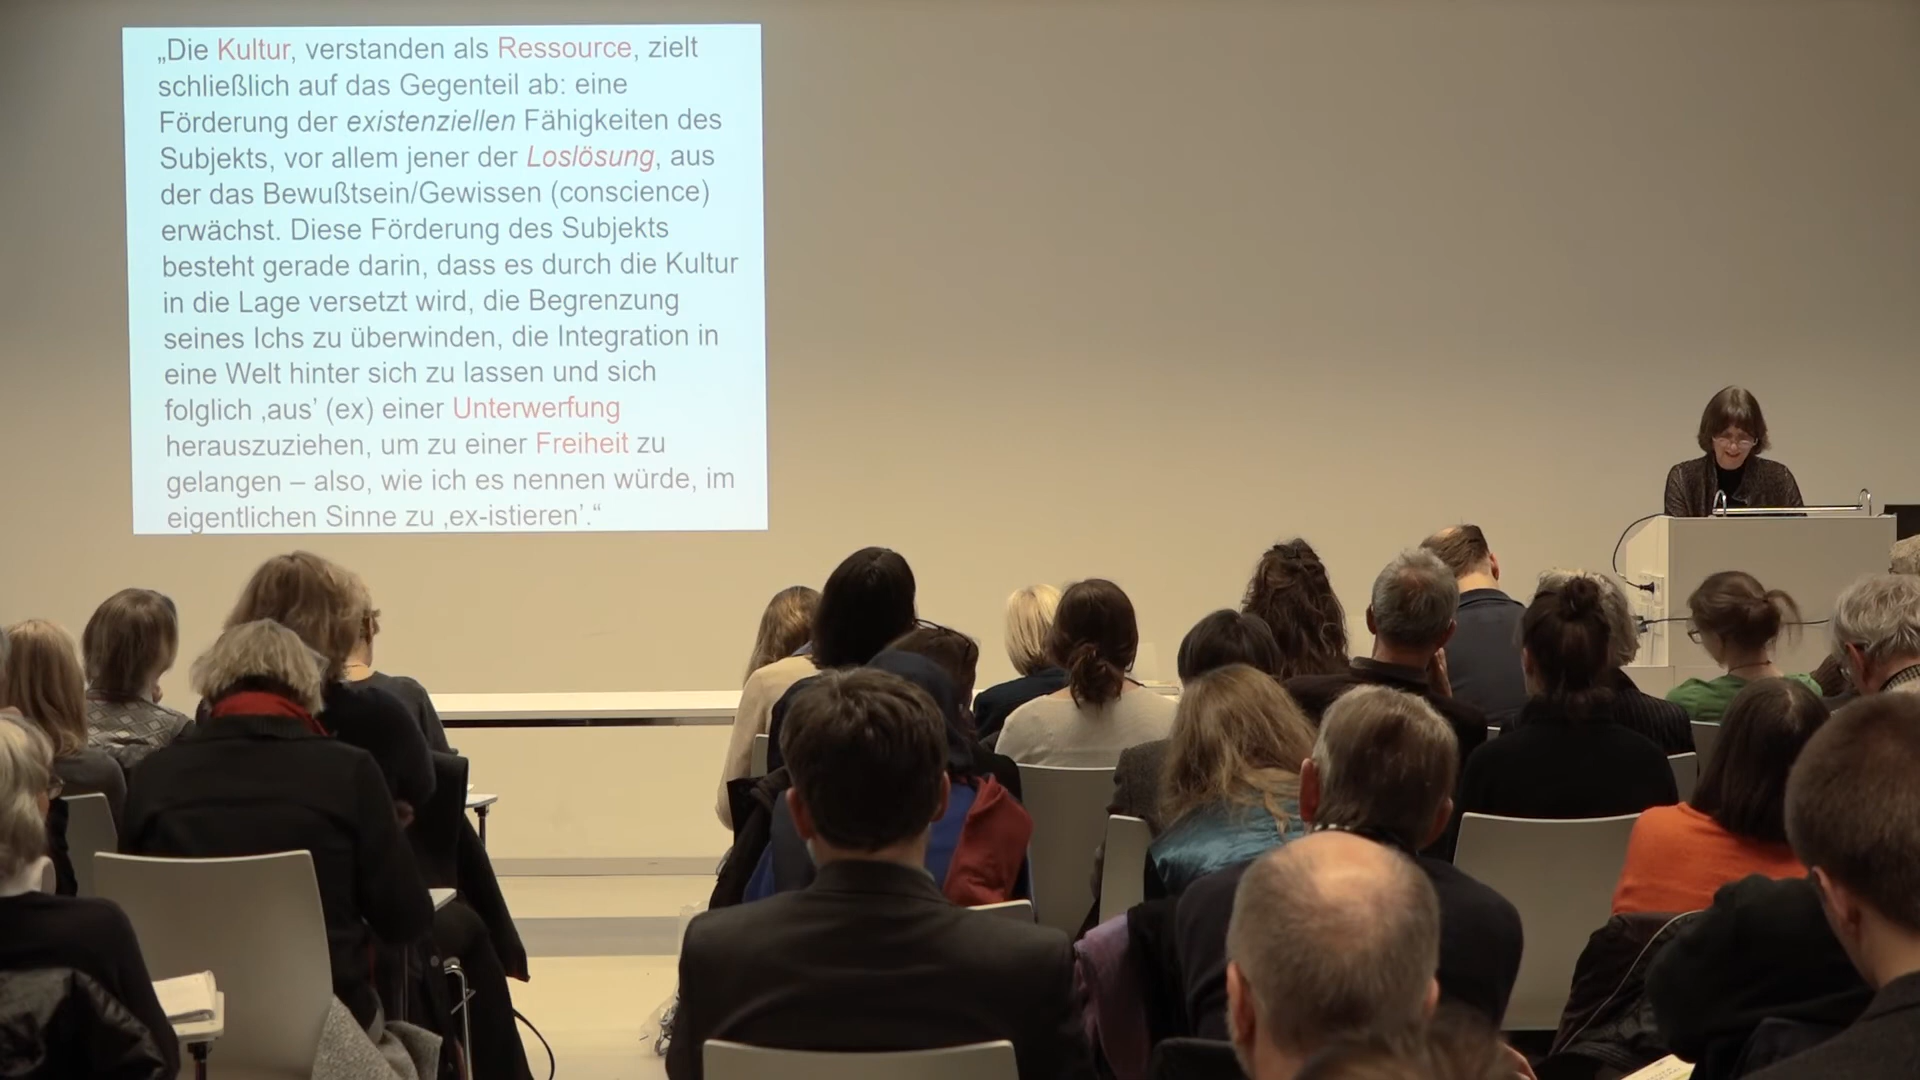 „Die Kultur, verstanden als Ressource, zielt
schließlich auf das Gegenteil ab: eine
Förderung der existenziellen Fähigkeiten des
Subjekts, vor allem jener der Loslösung, aus
der das Bewußtsein/Gewissen (conscience)
erwächst. Diese Förderung des Subjekts
besteht gerade darin, dass es durch die Kultur
in die Lage versetzt wird, die Begrenzung
seines Ichs zu überwinden, die Integration in
eine Welt hinter sich zu lassen und sich
folglich ‚aus’ (ex) einer Unterwerfung
herauszuziehen, um zu einer Freiheit zu
gelangen – also, wie ich es nennen würde, im
eigentlichen Sinne zu ‚ex-istieren’.“